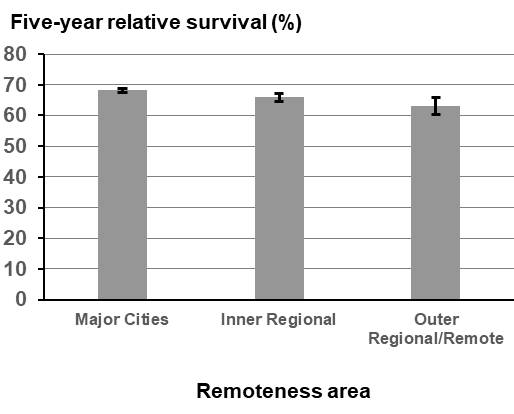 Five-year relative survival (%)
80
70
60
50
40
30
20
10
0
Major Cities
Inner Regional
Outer
Regional/Remote
Remoteness area